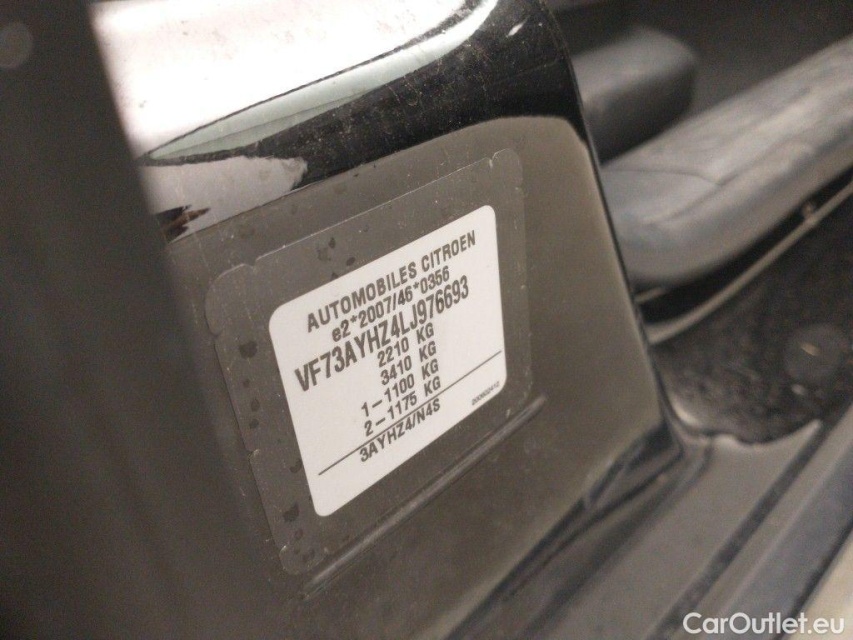 AUTOMOBILES CITROEN
e2*2007/46*0356
VF73AYHZ4LJ976693
2210 KG
3410 KG
1-1100 KG
2-1175 KG
3AYHZ4/N4S
CarOutlet.eu